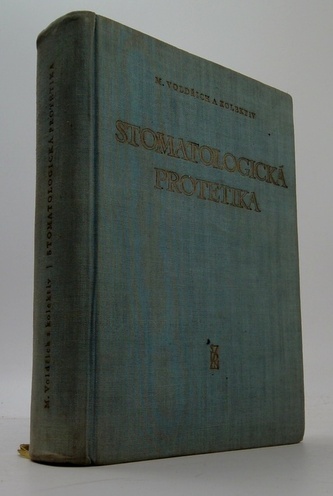 M. VOLDŘICH A KOLEKTIV
STOMATOLOGICKÁ
PROTETIKA
M. Voldřich a kolektiv STOMATOLOGICKÁ PROTETIKA